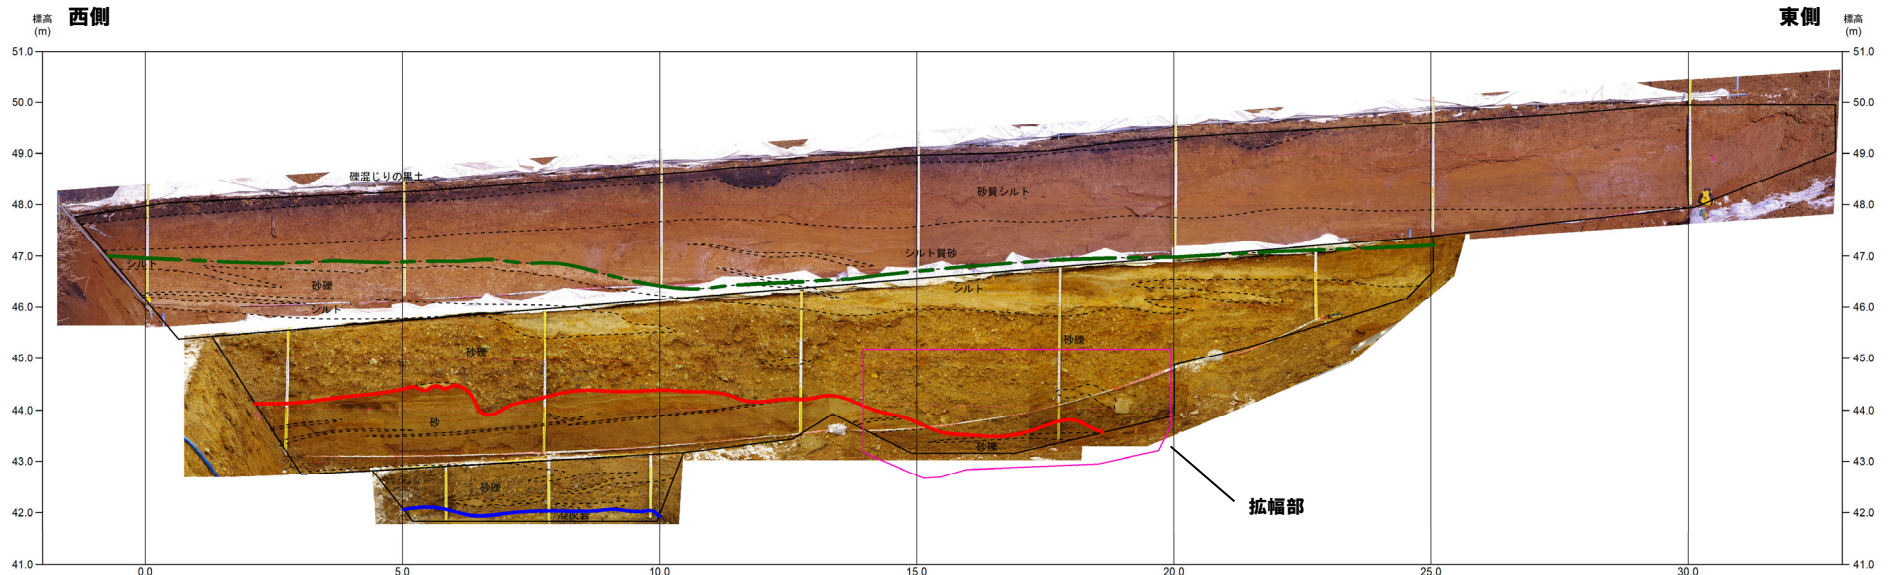 標高
(m)
西側
東側
標高
(m)
51.0
51.0
50.0
50.0
49.0
49.0
礫混じりの黒土
砂質シルト
48.0
48.0
シルト質砂
47.0
47.0
シルト
砂礫
シルト
46.0
46.0
シルト
砂礫
砂礫
45.0
45.0
44.0
44.0
砂
砂礫
43.0
43.0
砂礫
拡幅部
42.0
42.0
41.0
41.0
0.0
5.0
10.0
15.0
20.0
25.0
30.0